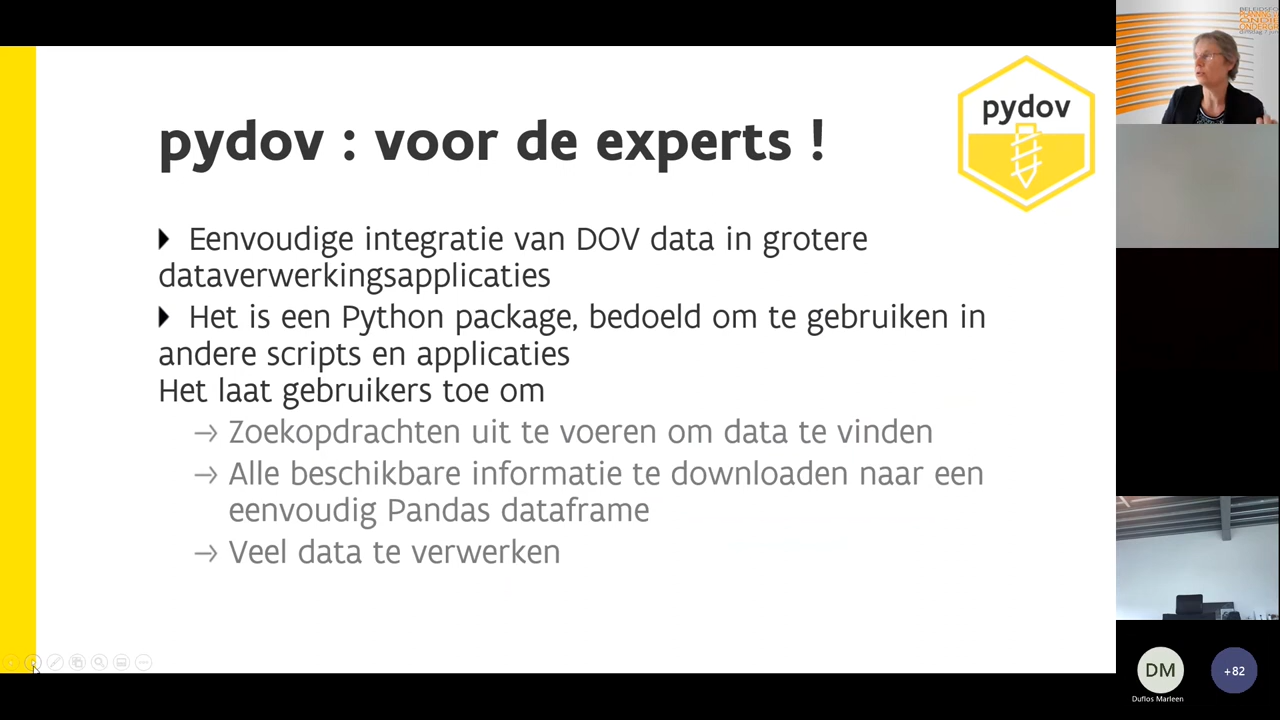 pydov : voor de experts !
pydov
Eenvoudige integratie van DOV data in grotere
dataverwerkingsapplicaties
Het is een Python package, bedoeld om te gebruiken in
andere scripts en applicaties
Het laat gebruikers toe om
→ Zoekopdrachten uit te voeren om data te vinden
→ Alle beschikbare informatie te downloaden naar een
eenvoudig Pandas dataframe
→ Veel data te verwerken
DM
Duflos Marleen
+82